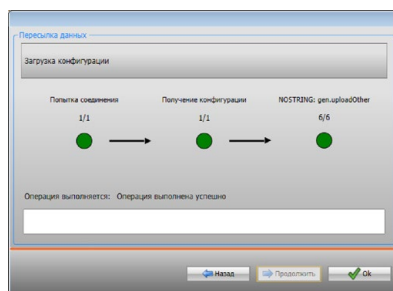 Пересылка данных
Загрузка конфигурации
Попытка соединения Получение конфигурации NOSTRING: gen.uploadOther
1/1 1/1 6/6
Операция выполняется: Операция выполнена успешно
Назад Продолжить Ok